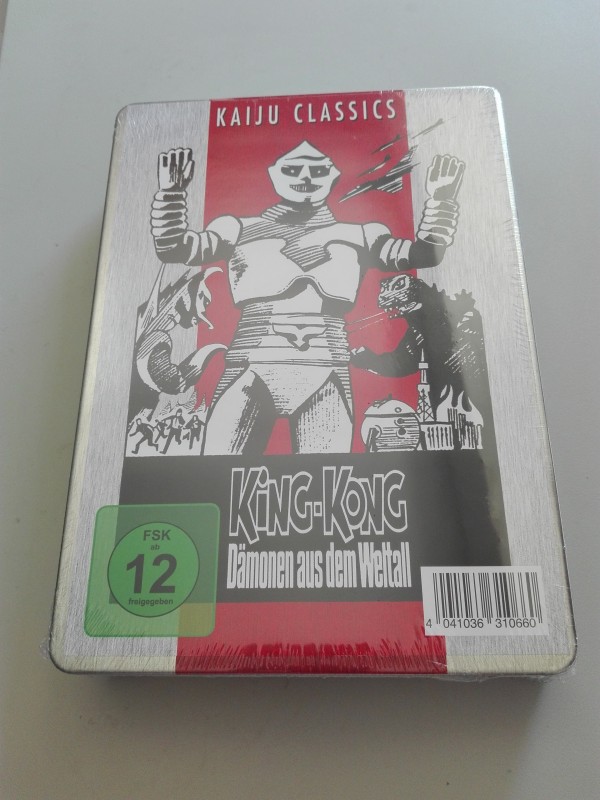 KAIJU CLASSICS
KiNG-KONG
Dämonen aus dem Weltall
FSK
ab
12
freigegeben
4 041036 310660